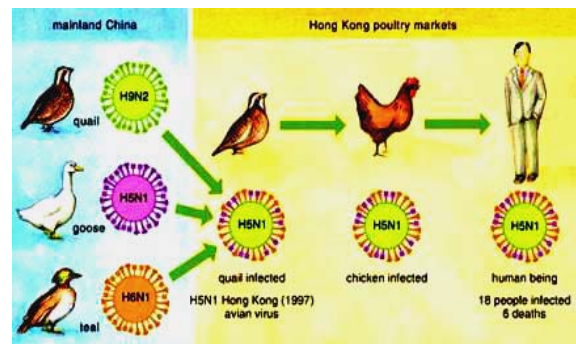 mainland China
Hong Kong poultry markets
H9N2
quail
H5N1
goose
H6N1
teal
H5N1
quail infected
H5N1 Hong Kong (1997)
avian virus
H5N1
chicken infected
H5N1
human being
18 people infected
6 deaths